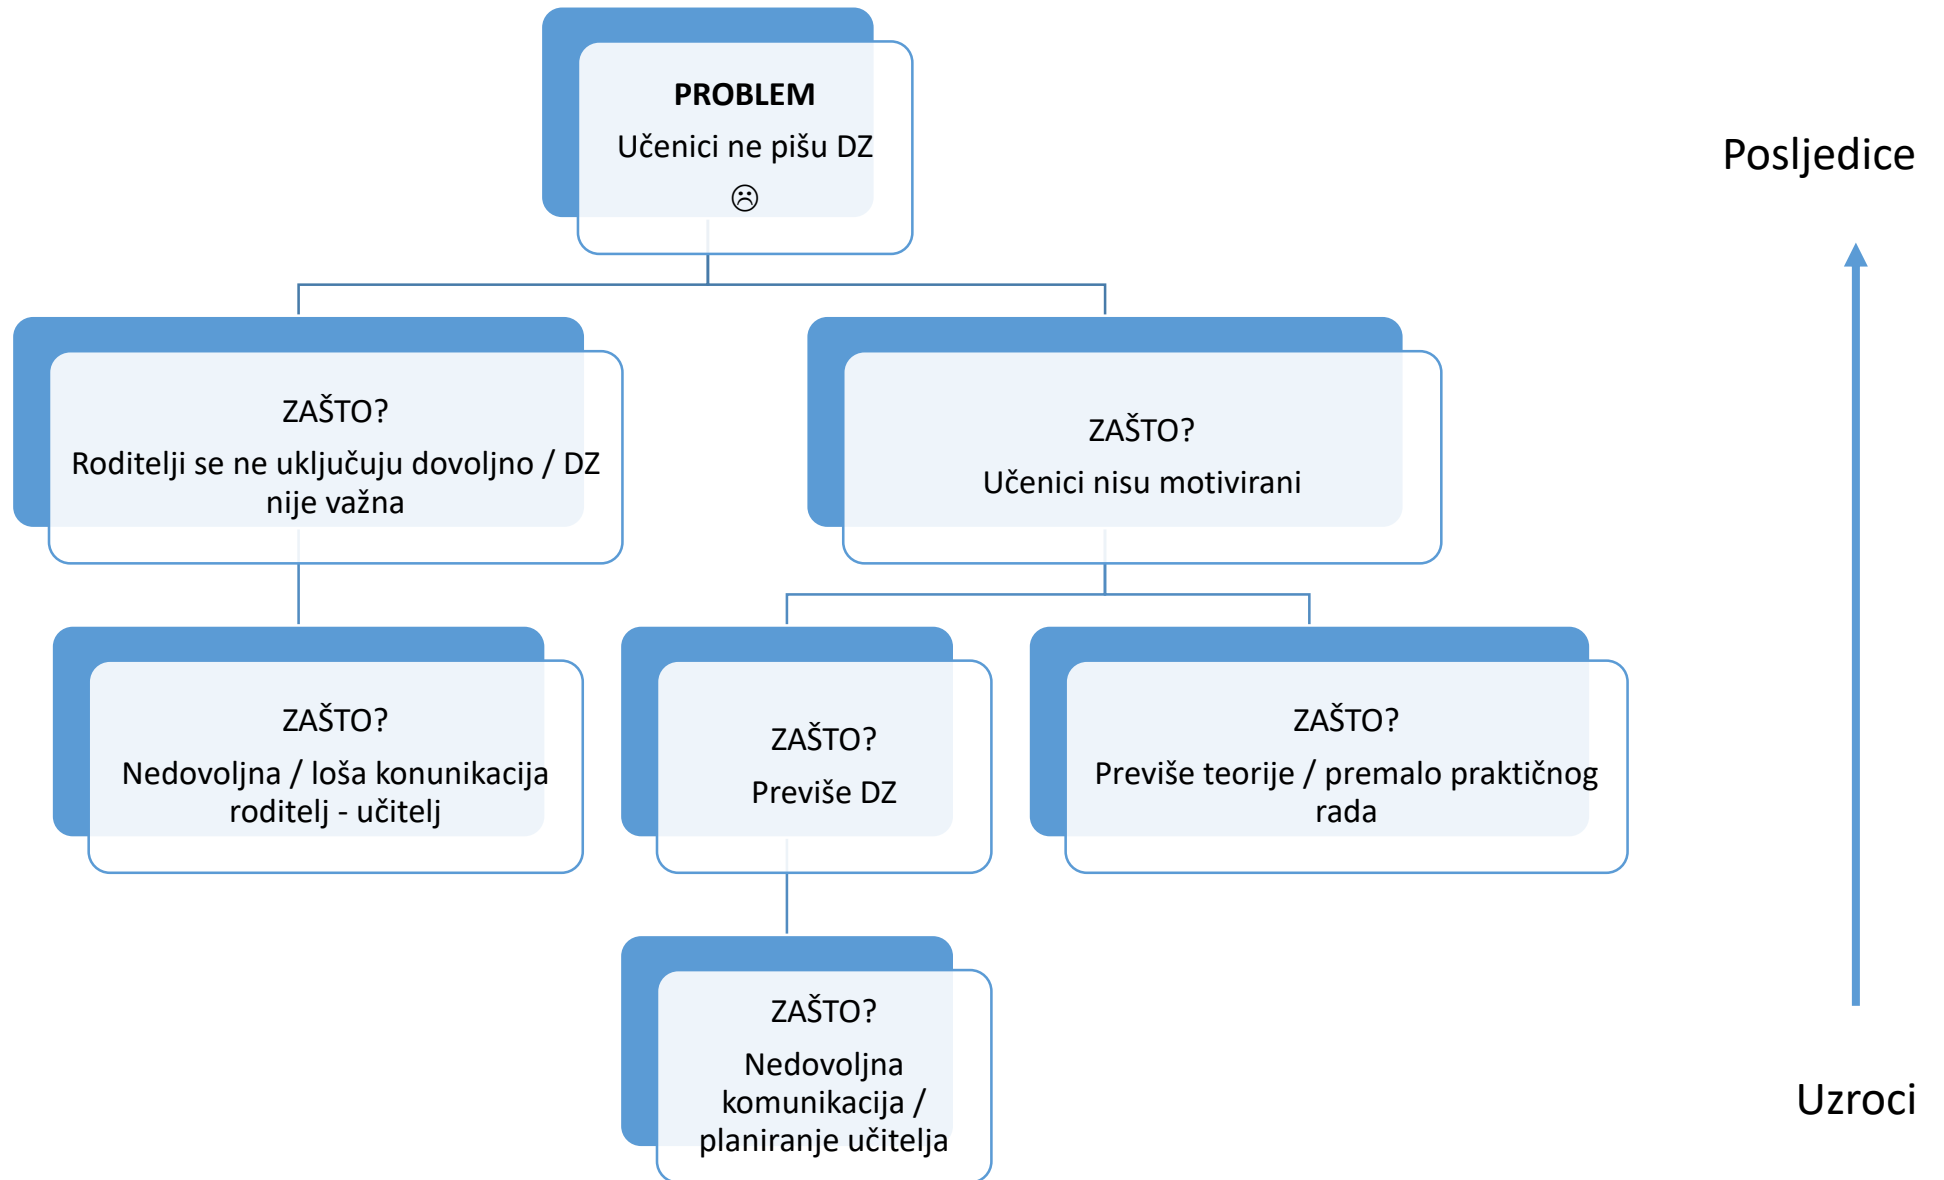 PROBLEM
Učenici ne pišu DZ
☹
Posljedice
ZAŠTO?
Roditelji se ne uključuju dovoljno / DZ
nije važna
ZAŠTO?
Učenici nisu motivirani
ZAŠTO?
Nedovoljna / loša konunikacija
roditelj - učitelj
ZAŠTO?
Previše DZ
ZAŠTO?
Previše teorije / premalo praktičnog
rada
ZAŠTO?
Nedovoljna
komunikacija /
planiranje učitelja
Uzroci